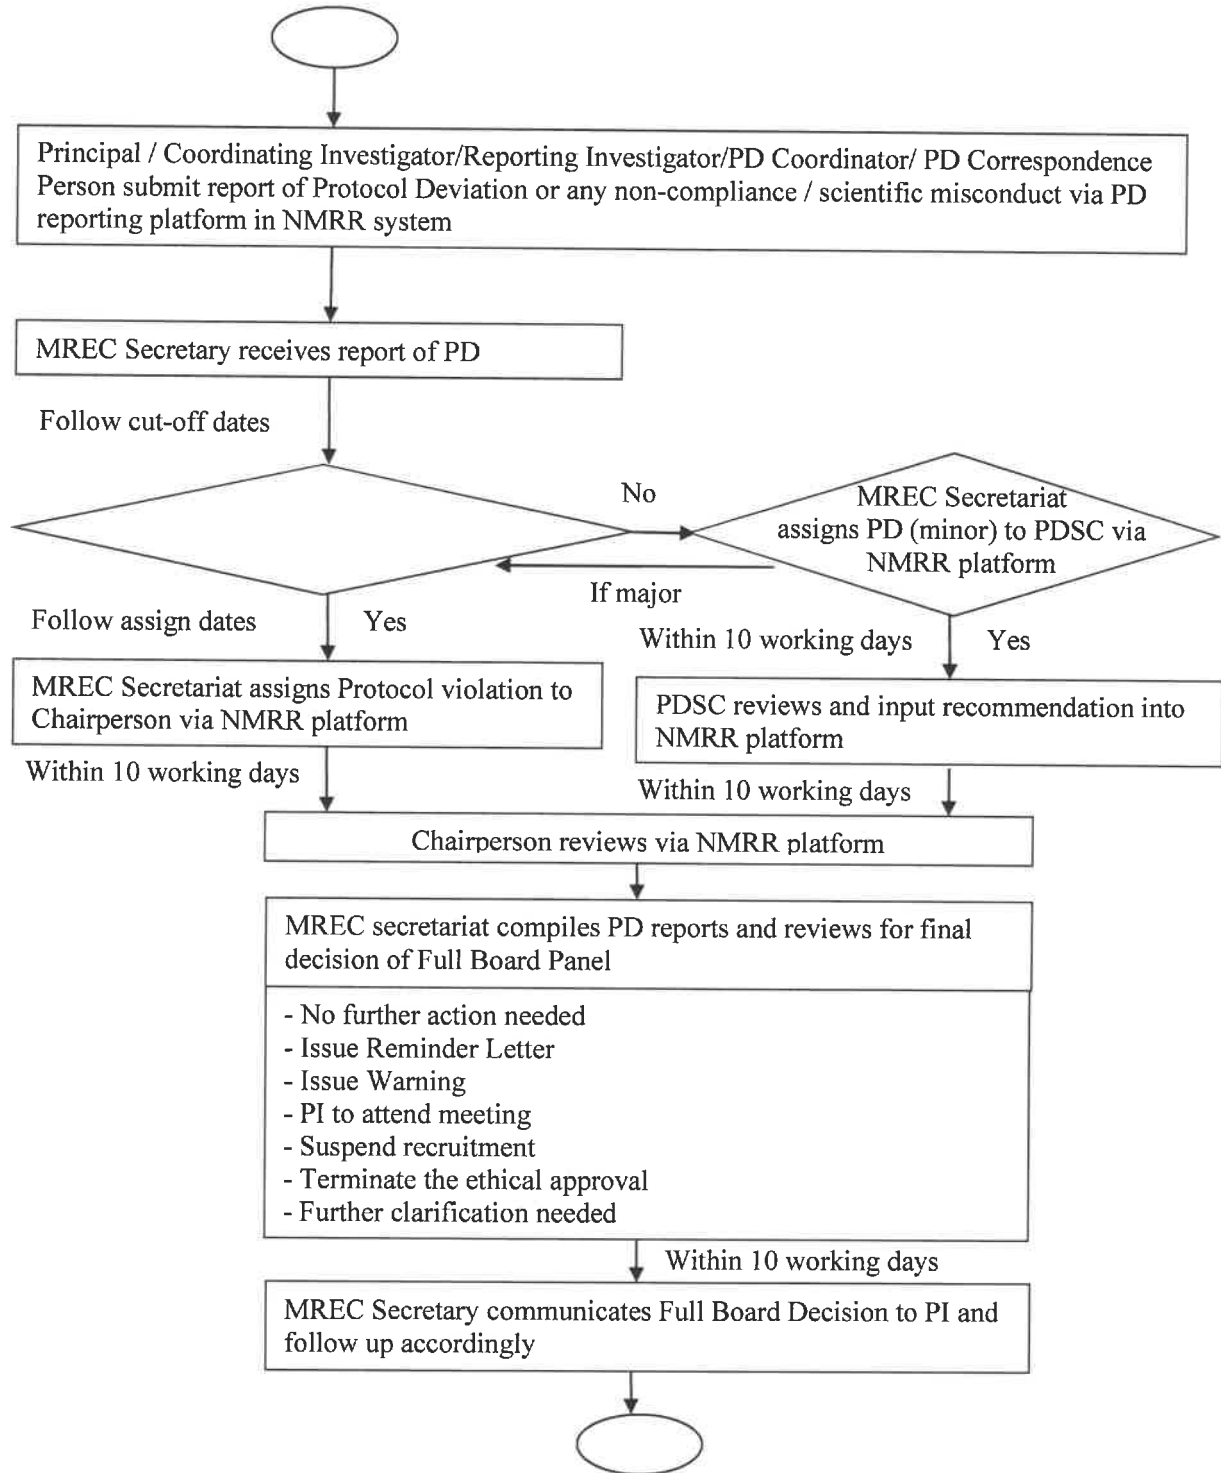 Principal / Coordinating Investigator/Reporting Investigator/PD Coordinator/ PD Correspondence
Person submit report of Protocol Deviation or any non-compliance / scientific misconduct via PD
reporting platform in NMRR system
MREC Secretary receives report of PD
Follow cut-off dates
No
MREC Secretariat
assigns PD (minor) to PDSC via
NMRR platform
If major
Follow assign dates
Yes
Within 10 working days
Yes
MREC Secretariat assigns Protocol violation to
Chairperson via NMRR platform
PDSC reviews and input recommendation into
NMRR platform
Within 10 working days
Within 10 working days
Chairperson reviews via NMRR platform
MREC secretariat compiles PD reports and reviews for final
decision of Full Board Panel
- No further action needed
- Issue Reminder Letter
- Issue Warning
- PI to attend meeting
- Suspend recruitment
- Terminate the ethical approval
- Further clarification needed
Within 10 working days
MREC Secretary communicates Full Board Decision to PI and
follow up accordingly